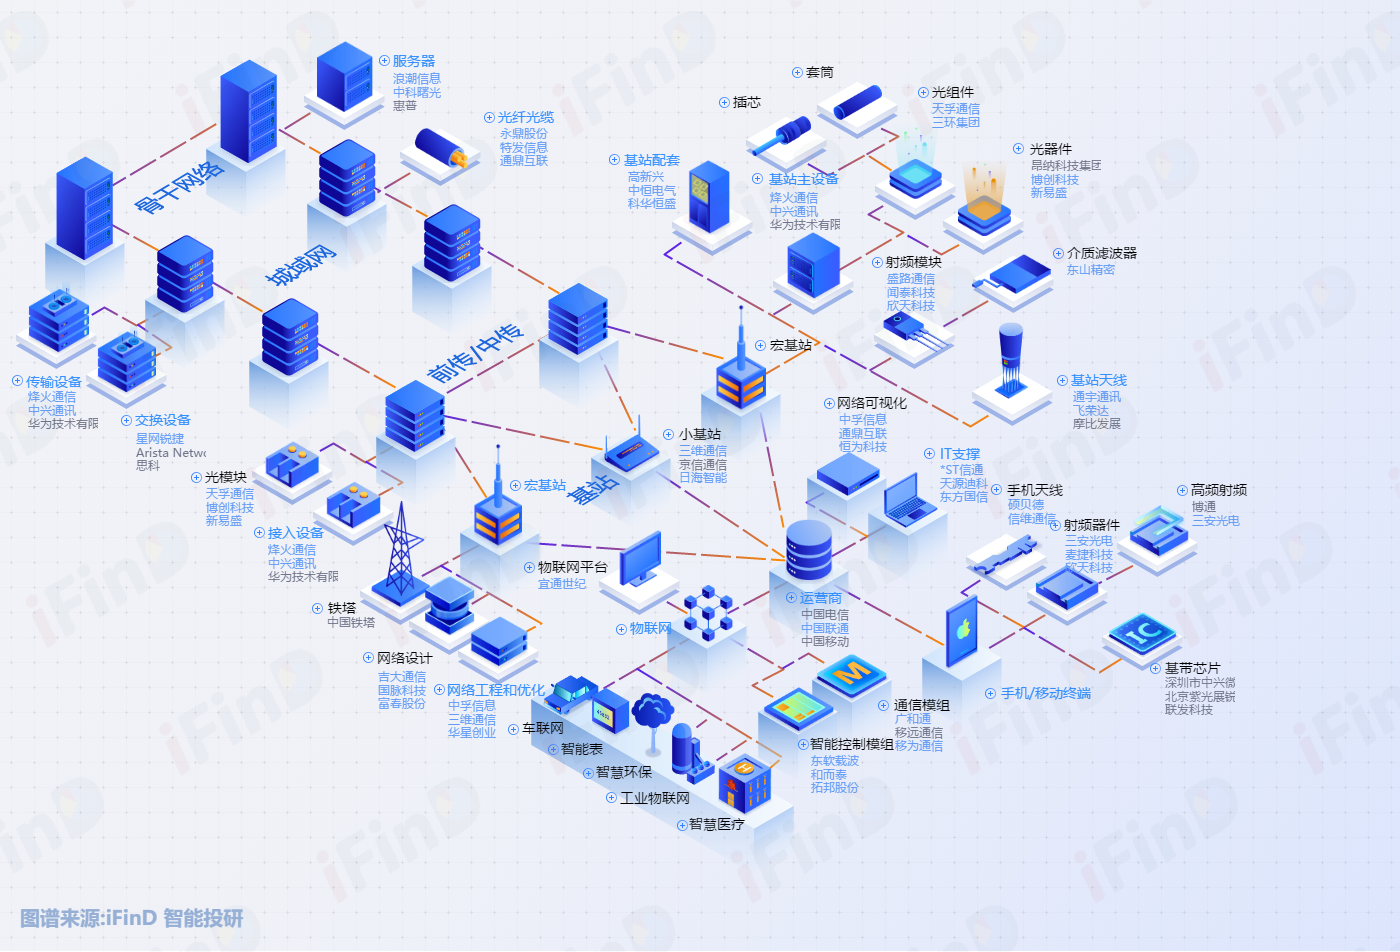 服务器
浪潮信息
中科曙光
惠普
光纤光缆
永鼎股份
特发信息
通鼎互联
骨干网络
城域网
前传/中传
基站
传输设备
烽火通信
中兴通讯
华为技术有限
交换设备
星网锐捷
Arista Netwo
思科
光模块
天孚通信
博创科技
新易盛
接入设备
烽火通信
中兴通讯
华为技术有限
铁塔
中国铁塔
网络设计
吉大通信
国脉科技
富春股份
网络工程和优化
中孚信息
三维通信
华星创业
宏基站
套筒
插芯
光组件
天孚通信
三环集团
光器件
昂纳科技集团
博创科技
新易盛
基站配套
高新兴
中恒电气
科华恒盛
基站主设备
烽火通信
中兴通讯
华为技术有限
射频模块
盛路通信
闻泰科技
欣天科技
介质滤波器
东山精密
宏基站
基站天线
通宇通讯
飞荣达
摩比发展
网络可视化
中孚信息
通鼎互联
恒为科技
小基站
三维通信
京信通信
日海智能
IT支撑
*ST信通
天源迪科
东方国信
手机天线
硕贝德
信维通信
射频器件
三安光电
麦捷科技
欣天科技
高频射频
博通
三安光电
物联网平台
宜通世纪
运营商
中国电信
中国联通
中国移动
物联网
IC
基带芯片
深圳市中兴微
北京紫光展锐
联发科技
手机/移动终端
M
通信模组
广和通
移远通信
移为通信
智能控制模组
东软载波
和而泰
拓邦股份
车联网
智能表
智慧环保
工业物联网
H
智慧医疗
图谱来源:iFinD 智能投研
iFinD